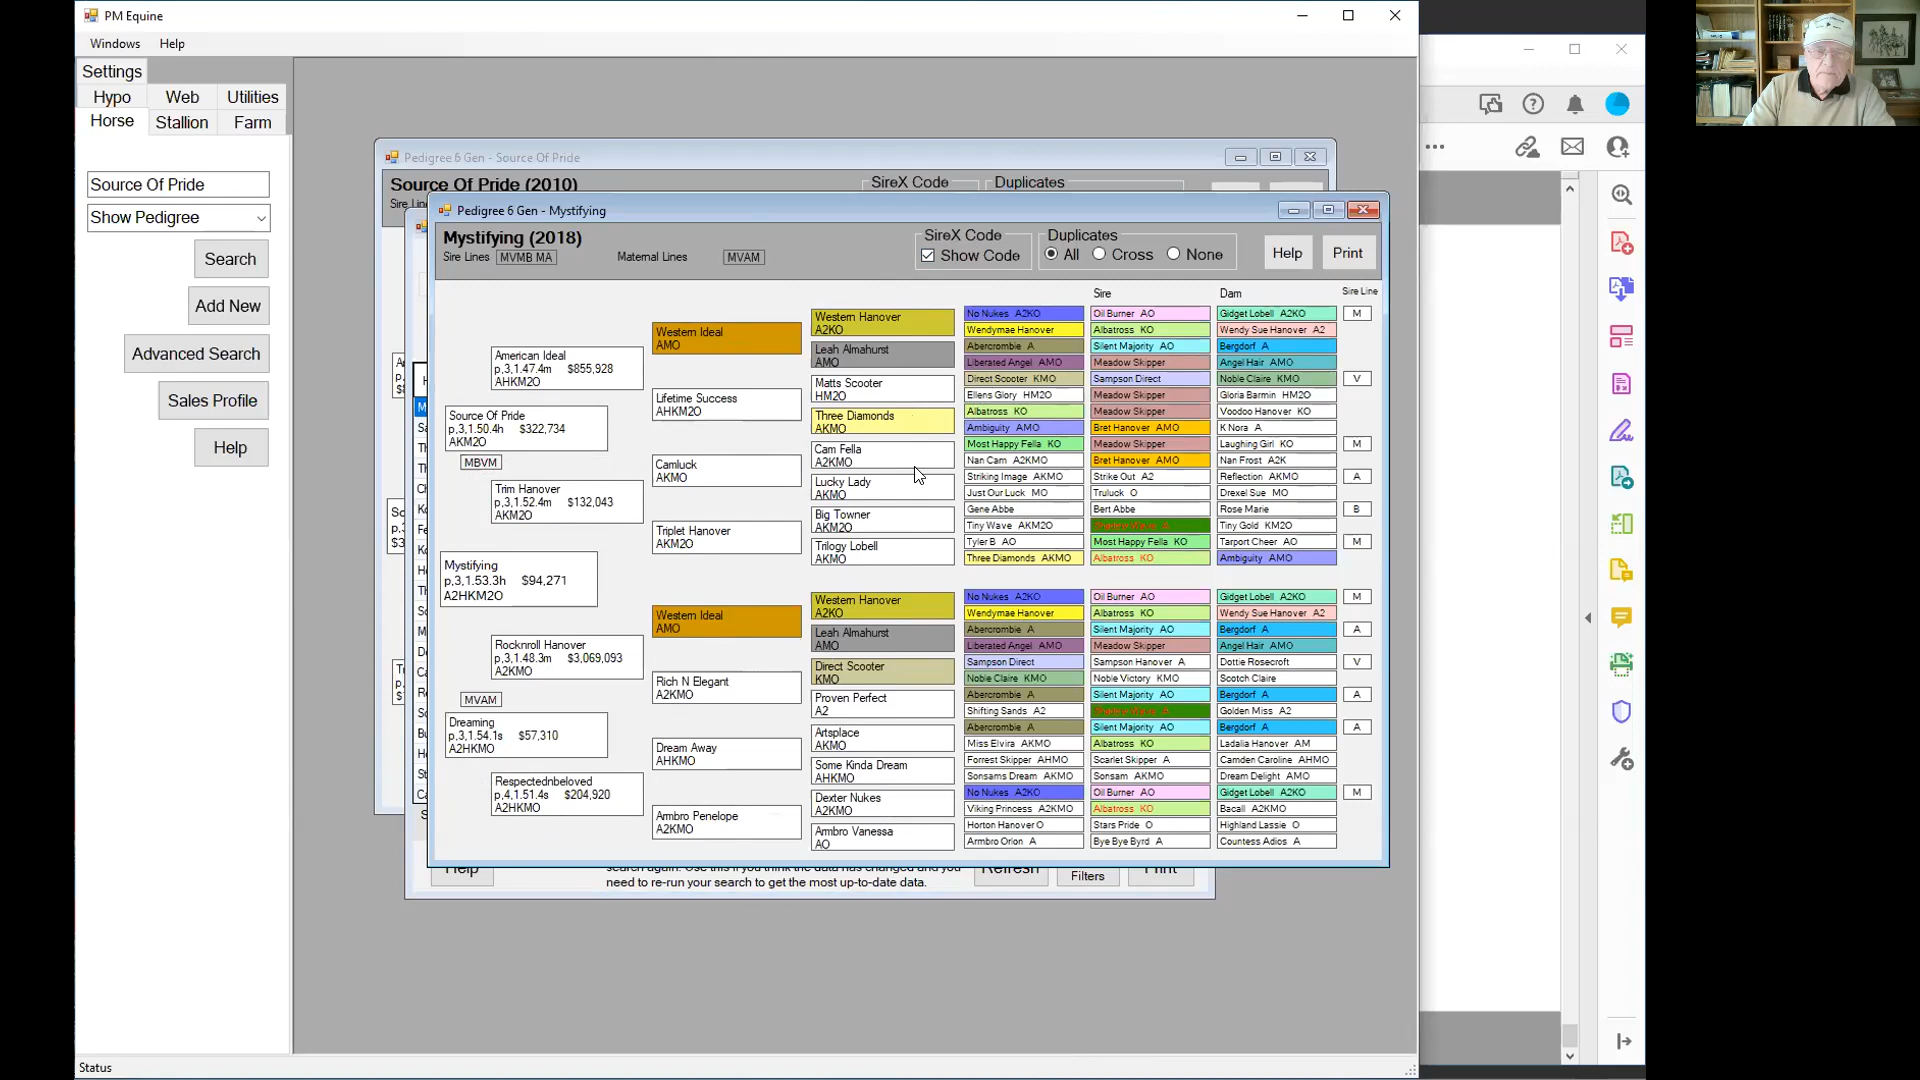 PM Equine
Windows Help
Settings
Hypo Web Utilities
Horse Stallion Farm
Source Of Pride
Show Pedigree
Search
Add New
Advanced Search
Sales Profile
Help
Pedigree 6 Gen - Source Of Pride
Source Of Pride (2010)
SireX Code Duplicates
Pedigree 6 Gen - Mystifying
Mystifying (2018)
Sire Lines MVMB MA
Maternal Lines MVAM
SireX Code
Show Code
Duplicates
All Cross None
Help Print
Sire Dam Sire Line
Mystifying
p,3,1.53.3h $94,271
A2HKM2O
Source Of Pride
p,3,1.50.4h $322,734
AKM2O
MBVM
Dreaming
p,3,1.54.1s $57,310
A2HKMO
MVAM
American Ideal
p,3,1.47.4m $855,928
AHKM2O
Trim Hanover
p,3,1.52.4m $132,043
AKM2O
Rocknroll Hanover
p,3,1.48.3m $3,069,093
A2KMO
Respectednbeloved
p,4,1.51.4s $204,920
A2HKMO
Western Ideal
AMO
Lifetime Success
AHKM2O
Camluck
AKMO
Triplet Hanover
AKM2O
Western Ideal
AMO
Rich N Elegant
A2KMO
Dream Away
AHKMO
Ambro Penelope
A2KMO
Western Hanover
A2KO
Leah Almahurst
AMO
Matts Scooter
HM2O
Three Diamonds
AKMO
Cam Fella
A2KMO
Lucky Lady
AKMO
Big Towner
AKM2O
Trilogy Lobell
AKMO
Western Hanover
A2KO
Leah Almahurst
AMO
Direct Scooter
KMO
Proven Perfect
A2
Artsplace
AKMO
Some Kinda Dream
AHKMO
Dexter Nukes
A2KMO
Ambro Vanessa
AO
No Nukes A2KO Oil Burner AO Gidget Lobell A2KO M
Wendymae Hanover Albatross KO Wendy Sue Hanover A2
Abercrombie A Silent Majority AO Bergdorf A
Liberated Angel AMO Meadow Skipper Angel Hair AMO
Direct Scooter KMO Sampson Direct Noble Claire KMO V
Ellens Glory HM2O Meadow Skipper Gloria Barmin HM2O
Albatross KO Meadow Skipper Voodoo Hanover KO
Ambiguity AMO Bret Hanover AMO K Nora A
Most Happy Fella KO Meadow Skipper Laughing Girl KO M
Nan Cam A2KMO Bret Hanover AMO Nan Frost A2K
Striking Image AKMO Strike Out A2 Reflection AKMO A
Just Our Luck MO Truluck O Drexel Sue MO
Gene Abbe Bert Abbe Rose Marie B
Tiny Wave AKM2O Shadow Wave A Tiny Gold KM2O
Tyler B AO Most Happy Fella KO Tarport Cheer AO M
Three Diamonds AKMO Albatross KO Ambiguity AMO
No Nukes A2KO Oil Burner AO Gidget Lobell A2KO M
Wendymae Hanover Albatross KO Wendy Sue Hanover A2
Abercrombie A Silent Majority AO Bergdorf A A
Liberated Angel AMO Meadow Skipper Angel Hair AMO
Sampson Direct Sampson Hanover A Dottie Rosecroft V
Noble Claire KMO Noble Victory KMO Scotch Claire
Abercrombie A Silent Majority AO Bergdorf A A
Shifting Sands A2 Shadow Wave A Golden Miss A2
Abercrombie A Silent Majority AO Bergdorf A A
Miss Elvira AKMO Albatross KO Ladalia Hanover AM
Forrest Skipper AHMO Scarlet Skipper A Camden Caroline AHMO
Sonsams Dream AKMO Sonsam AKMO Dream Delight AMO
No Nukes A2KO Oil Burner AO Gidget Lobell A2KO M
Viking Princess A2KMO Albatross KO Bacall A2KMO
Horton Hanover O Stars Pride O Highland Lassie O
Armbro Orion A Bye Bye Byrd A Countess Adios A
Help
search again. Use this if you think the data has changed and you
need to re-run your search to get the most up-to-date data.
Refresh Filters Print
Status